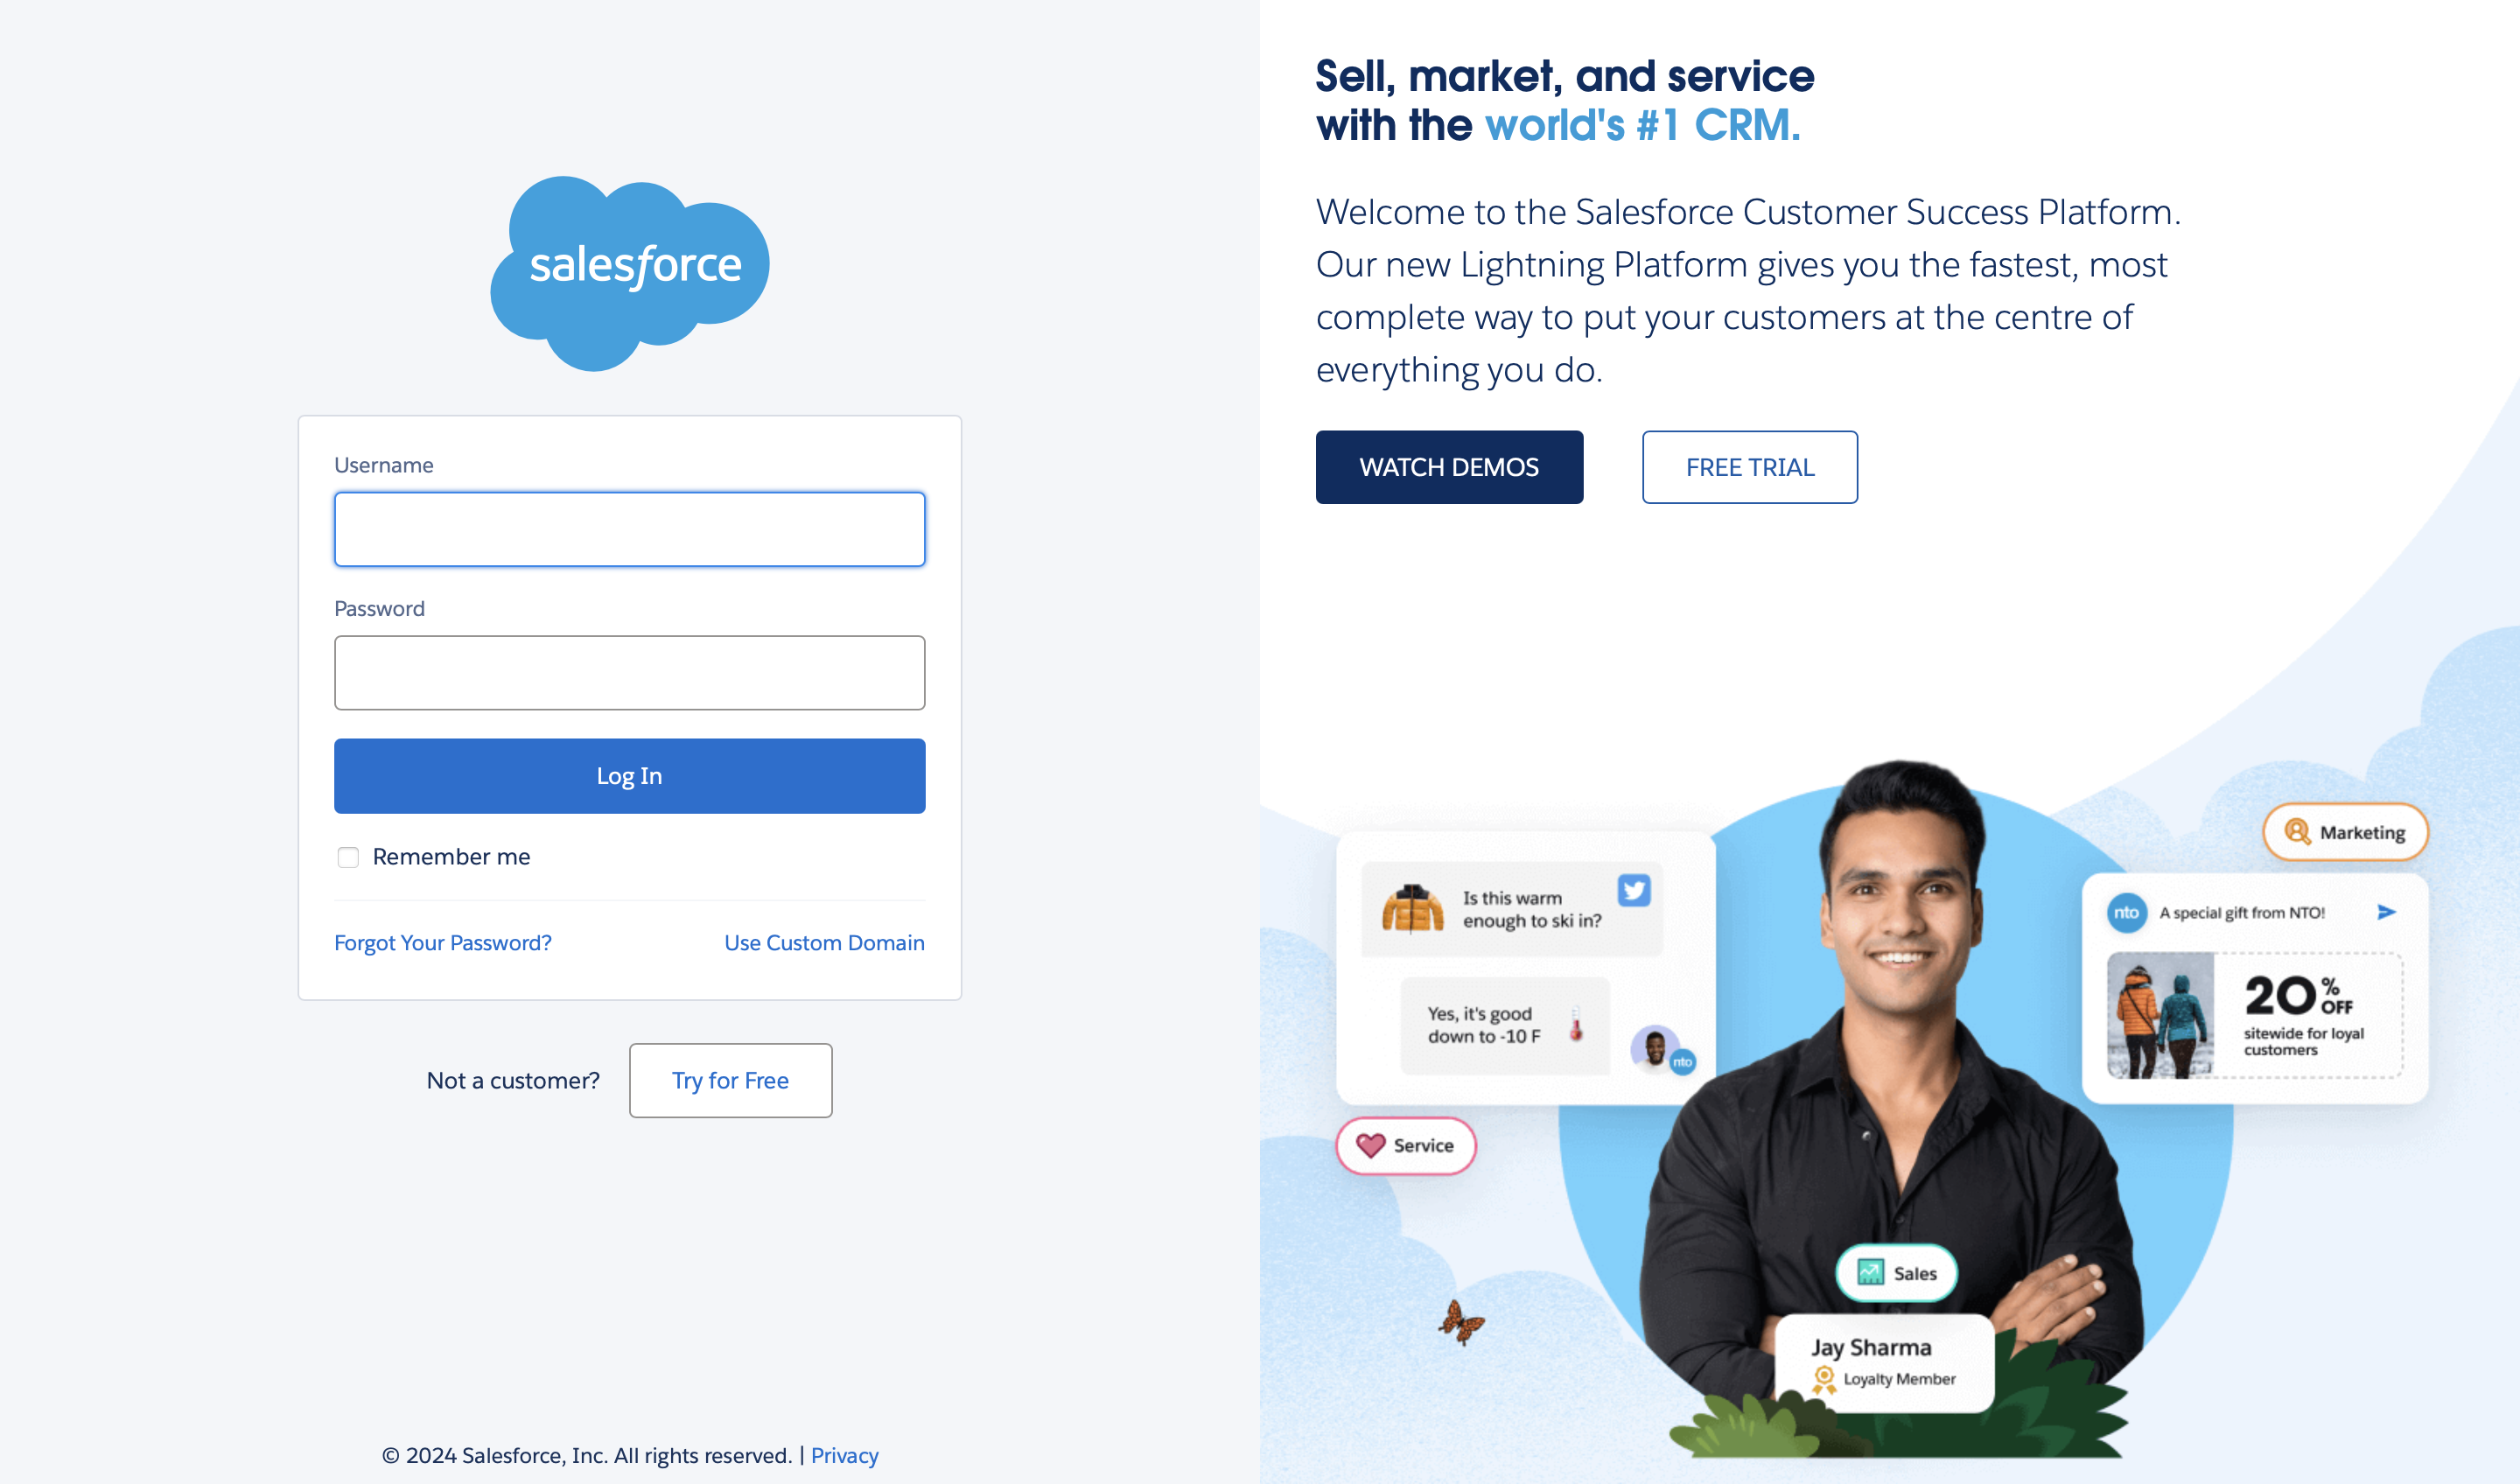 salesforce
Username
Password
Log In
Remember me
Forgot Your Password?
Use Custom Domain
Not a customer?
Try for Free
© 2024 Salesforce, Inc. All rights reserved. | Privacy
Sell, market, and service
with the world's #1 CRM.
Welcome to the Salesforce Customer Success Platform.
Our new Lightning Platform gives you the fastest, most
complete way to put your customers at the centre of
everything you do.
WATCH DEMOS
FREE TRIAL
Is this warm
enough to ski in?
Yes, it's good
down to -10 F
nto
Service
Marketing
nto
A special gift from NTO!
20% OFF
sitewide for loyal
customers
Sales
Jay Sharma
Loyalty Member